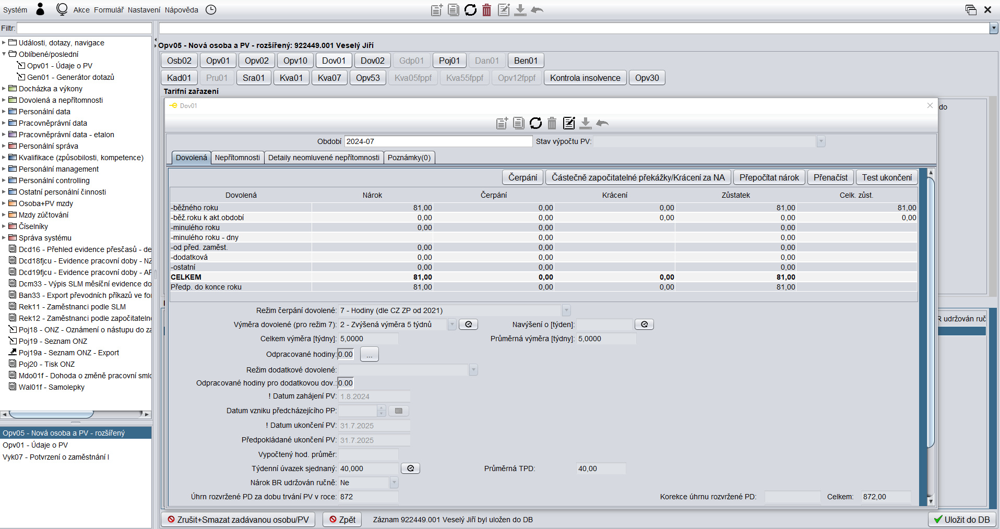 Systém Akce Formulář Nastavení Nápověda
Filtr:
Události, dotazy, navigace
Oblíbené/poslední
Opv01 - Údaje o PV
Gen01 - Generátor dotazů
Docházka a výkony
Dovolená a nepřítomnosti
Personální data
Pracovněprávní data
Pracovněprávní data - etalon
Personální správa
Kvalifikace (způsobilosti, kompetence)
Personální management
Personální controlling
Ostatní personální činnosti
Osoba+PV mzdy
Mzdy zúčtování
Číselníky
Správa systému
Dcd16 - Přehled evidence přesčasů - de
Dcd18fjcu - Evidence pracovní doby - NZ
Dcd19fjcu - Evidence pracovní doby - AF
Dcm33 - Výpis SLM měsíční evidence do
Ban33 - Export převodních příkazů ve for
Rek11 - Zaměstnanci podle SLM
Rek12 - Zaměstnanci podle započitateln
Poj18 - ONZ - Oznámení o nástupu do za
Poj19 - Seznam ONZ
Poj19a - Seznam ONZ - Export
Poj20 - Tisk ONZ
Mdo01f - Dohoda o změně pracovní smlo
Wal01f - Samolepky
Opv05 - Nová osoba a PV - rozšířený
Opv01 - Údaje o PV
Vyk07 - Potvrzení o zaměstnání I
Opv05 - Nová osoba a PV - rozšířený: 922449.001 Veselý Jiří
Osb02 Opv01 Opv02 Opv10 Dov01 Dov02 Gdp01 Poj01 Dan01 Ben01
Kad01 Pru01 Sra01 Kva01 Kva07 Opv53 Kva05fppf Kva55fppf Opv12fppf Kontrola insolvence Opv30
Tarifní zařazení
do
R udržován ruč
Dov01
Období 2024-07 Stav výpočtu PV:
Dovolená Nepřítomnosti Detaily neomluvené nepřítomnosti Poznámky(0)
Čerpání Částečně započitatelné překážky/Krácení za NA Přepočítat nárok Přenačíst Test ukončení
Dovolená Nárok Čerpání Krácení Zůstatek Celk. zůst.
-běžného roku 81,00 0,00 0,00 81,00 81,00
-běž.roku k akt.období 0,00 0,00 0,00 0,00 0,00
-minulého roku 0,00 0,00 0,00
-minulého roku - dny 0,00 0,00
-od před. zaměst. 0,00 0,00 0,00
-dodatková 0,00 0,00 0,00
-ostatní 0,00 0,00 0,00
CELKEM 81,00 0,00 0,00 81,00
Předp. do konce roku 81,00 0,00 0,00 81,00
Režim čerpání dovolené: 7 - Hodiny (dle CZ ZP od 2021)
Výměra dovolené (pro režim 7): 2 - Zvýšená výměra 5 týdnů Navýšení o [týden]:
Celkem výměra [týdny]: 5,0000 Průměrná výměra [týdny]: 5,0000
Odpracované hodiny: 0.00 ...
Režim dodatkové dovolené:
Odpracované hodiny pro dodatkovou dov.: 0.00
! Datum zahájení PV: 1.8.2024
Datum vzniku předcházejícího PP:
! Datum ukončení PV: 31.7.2025
Předpokládané ukončení PV: 31.7.2025
Vypočtený hod. průměr:
Týdenní úvazek sjednaný: 40,000 Průměrná TPD: 40,00
Nárok BR udržován ručně: Ne
Úhrn rozvržené PD za dobu trvání PV v roce: 872 Korekce úhrnu rozvržené PD: Celkem: 872,00
Zrušit+Smazat zadávanou osobu/PV Zpět Záznam 922449.001 Veselý Jiří byl uložen do DB Uložit do DB